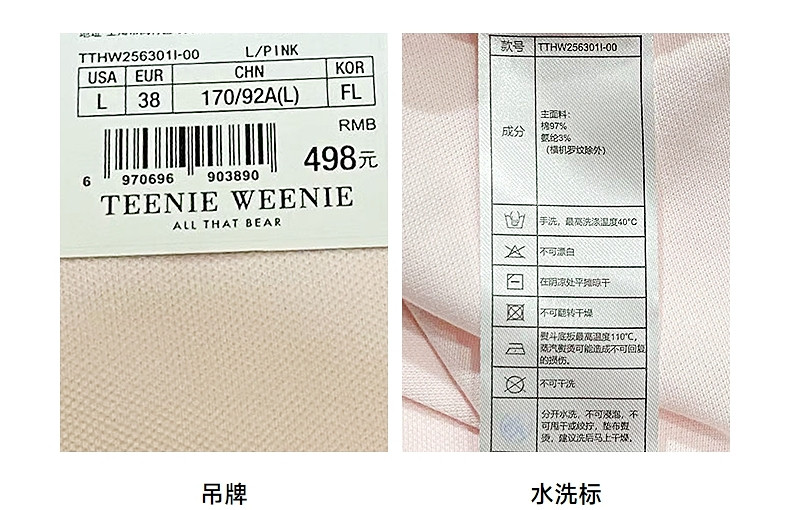 TTHW256301I-00 L/PINK
USA EUR CHN KOR
L 38 170/92A(L) FL
RMB
498元
6 970696 903890
TEENIE WEENIE
ALL THAT BEAR
吊牌
款号 TTHW256301I-00
成分
主面料:
棉97%
氨纶3%
(横机罗纹除外)
手洗，最高洗涤温度40°C
不可漂白
在阴凉处平摊晾干
不可翻转干燥
熨斗底板最高温度110℃,
蒸汽熨烫可能造成不可回复
的损伤。
不可干洗
分开水洗，不可浸泡，不
可甩干或绞拧，垫布熨
烫，建议洗后马上干燥。
水洗标